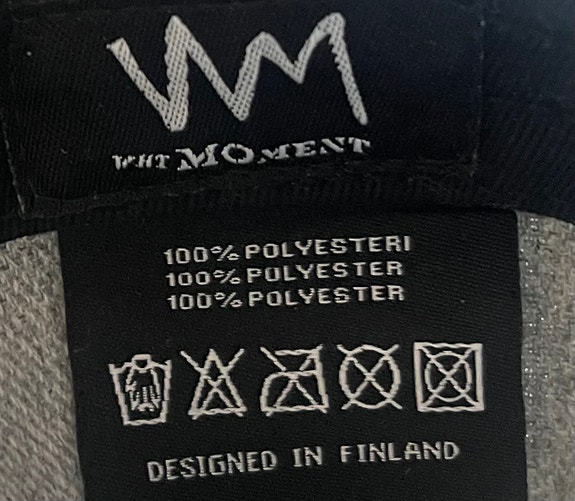 WM
WHT MOMENT
100% POLYESTERI
100% POLYESTER
100% POLYESTER
DESIGNED IN FINLAND